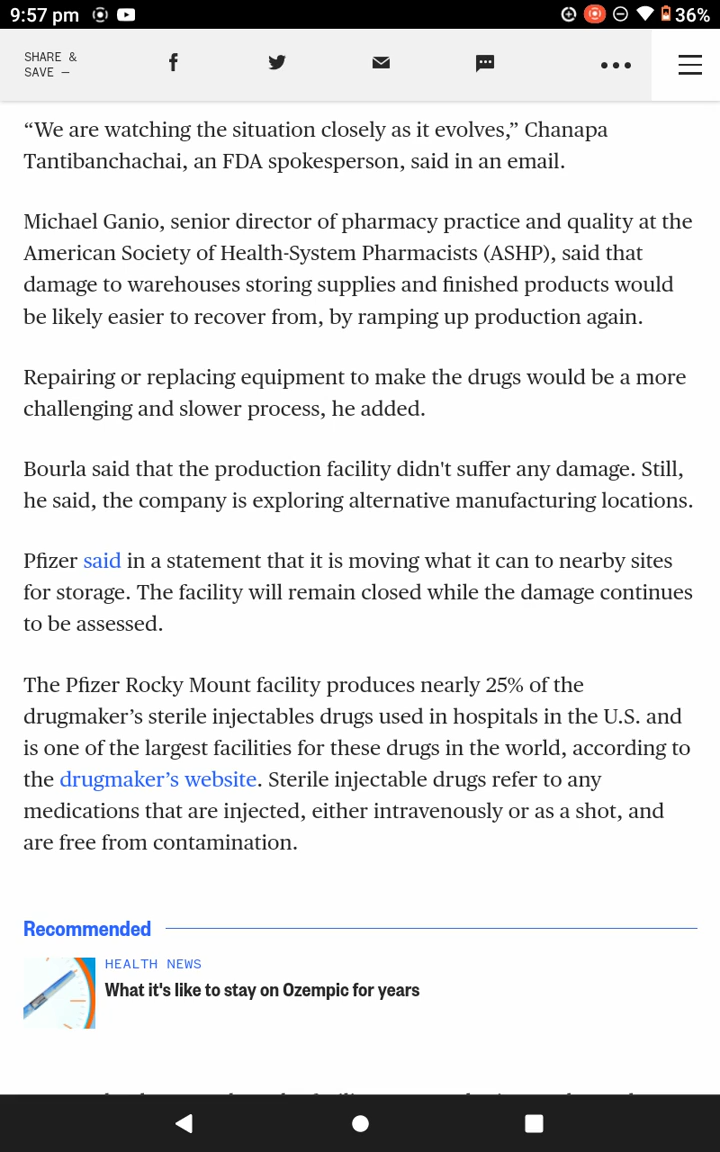 9:57 pm 36%
SHARE &
SAVE —
“We are watching the situation closely as it evolves,” Chanapa
Tantibanchachai, an FDA spokesperson, said in an email.
Michael Ganio, senior director of pharmacy practice and quality at the
American Society of Health-System Pharmacists (ASHP), said that
damage to warehouses storing supplies and finished products would
be likely easier to recover from, by ramping up production again.
Repairing or replacing equipment to make the drugs would be a more
challenging and slower process, he added.
Bourla said that the production facility didn't suffer any damage. Still,
he said, the company is exploring alternative manufacturing locations.
Pfizer said in a statement that it is moving what it can to nearby sites
for storage. The facility will remain closed while the damage continues
to be assessed.
The Pfizer Rocky Mount facility produces nearly 25% of the
drugmaker’s sterile injectables drugs used in hospitals in the U.S. and
is one of the largest facilities for these drugs in the world, according to
the drugmaker’s website. Sterile injectable drugs refer to any
medications that are injected, either intravenously or as a shot, and
are free from contamination.
Recommended
HEALTH NEWS
What it's like to stay on Ozempic for years